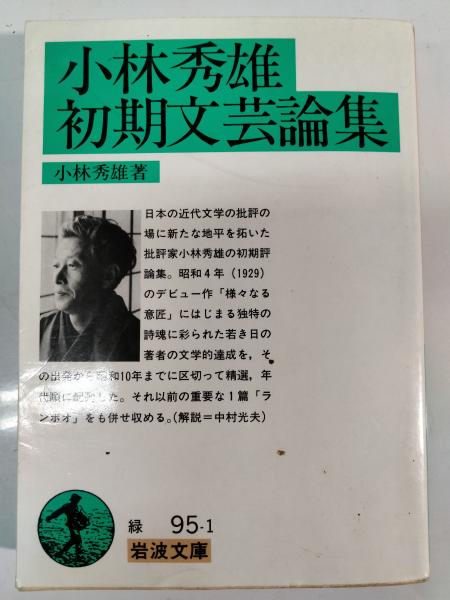 小林秀雄
初期文芸論集
小林秀雄著
日本の近代文学の批評の
場に新たな地平を拓いた
批評家小林秀雄の初期評
論集。昭和4年(1929)
のデビュー作「様々なる
意匠」にはじまる独特の
詩魂に彩られた若き日の
著者の文学的達成を,そ
の出発から昭和10年までに区切って精選,年
代順に配列した。それ以前の重要な1篇「ラ
ンボオ」をも併せ収める。(解説=中村光夫)
緑 95-1
岩波文庫